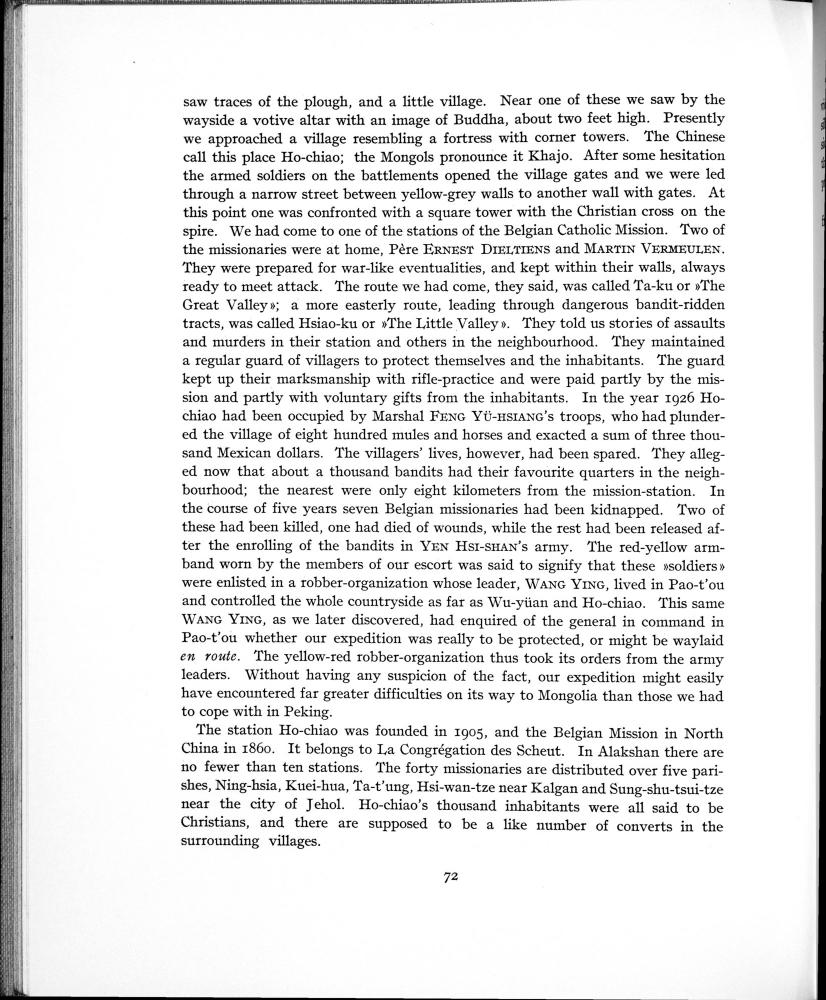 saw traces of the plough, and a little village. Near one of these we saw by the
wayside a votive altar with an image of Buddha, about two feet high. Presently
we approached a village resembling a fortress with corner towers. The Chinese
call this place Ho-chiao; the Mongols pronounce it Khajo. After some hesitation
the armed soldiers on the battlements opened the village gates and we were led
through a narrow street between yellow-grey walls to another wall with gates. At
this point one was confronted with a square tower with the Christian cross on the
spire. We had come to one of the stations of the Belgian Catholic Mission. Two of
the missionaries were at home, Père ERNEST DIELTIENS and MARTIN VERMEULEN.
They were prepared for war-like eventualities, and kept within their walls, always
ready to meet attack. The route we had come, they said, was called Ta-ku or »The
Great Valley»; a more easterly route, leading through dangerous bandit-ridden
tracts, was called Hsiao-ku or »The Little Valley». They told us stories of assaults
and murders in their station and others in the neighbourhood. They maintained
a regular guard of villagers to protect themselves and the inhabitants. The guard
kept up their marksmanship with rifle-practice and were paid partly by the mis-
sion and partly with voluntary gifts from the inhabitants. In the year 1926 Ho-
chiao had been occupied by Marshal FENG YÜ-HSIANG's troops, who had plunder-
ed the village of eight hundred mules and horses and exacted a sum of three thou-
sand Mexican dollars. The villagers' lives, however, had been spared. They alleg-
ed now that about a thousand bandits had their favourite quarters in the neigh-
bourhood; the nearest were only eight kilometers from the mission-station. In
the course of five years seven Belgian missionaries had been kidnapped. Two of
these had been killed, one had died of wounds, while the rest had been released af-
ter the enrolling of the bandits in YEN HSI-SHAN's army. The red-yellow arm-
band worn by the members of our escort was said to signify that these »soldiers»
were enlisted in a robber-organization whose leader, WANG YING, lived in Pao-t'ou
and controlled the whole countryside as far as Wu-yüan and Ho-chiao. This same
WANG YING, as we later discovered, had enquired of the general in command in
Pao-t'ou whether our expedition was really to be protected, or might be waylaid
en route. The yellow-red robber-organization thus took its orders from the army
leaders. Without having any suspicion of the fact, our expedition might easily
have encountered far greater difficulties on its way to Mongolia than those we had
to cope with in Peking.
The station Ho-chiao was founded in 1905, and the Belgian Mission in North
China in 1860. It belongs to La Congrégation des Scheut. In Alakshan there are
no fewer than ten stations. The forty missionaries are distributed over five pari-
shes, Ning-hsia, Kuei-hua, Ta-t'ung, Hsi-wan-tze near Kalgan and Sung-shu-tsui-tze
near the city of Jehol. Ho-chiao's thousand inhabitants were all said to be
Christians, and there are supposed to be a like number of converts in the
surrounding villages.
72